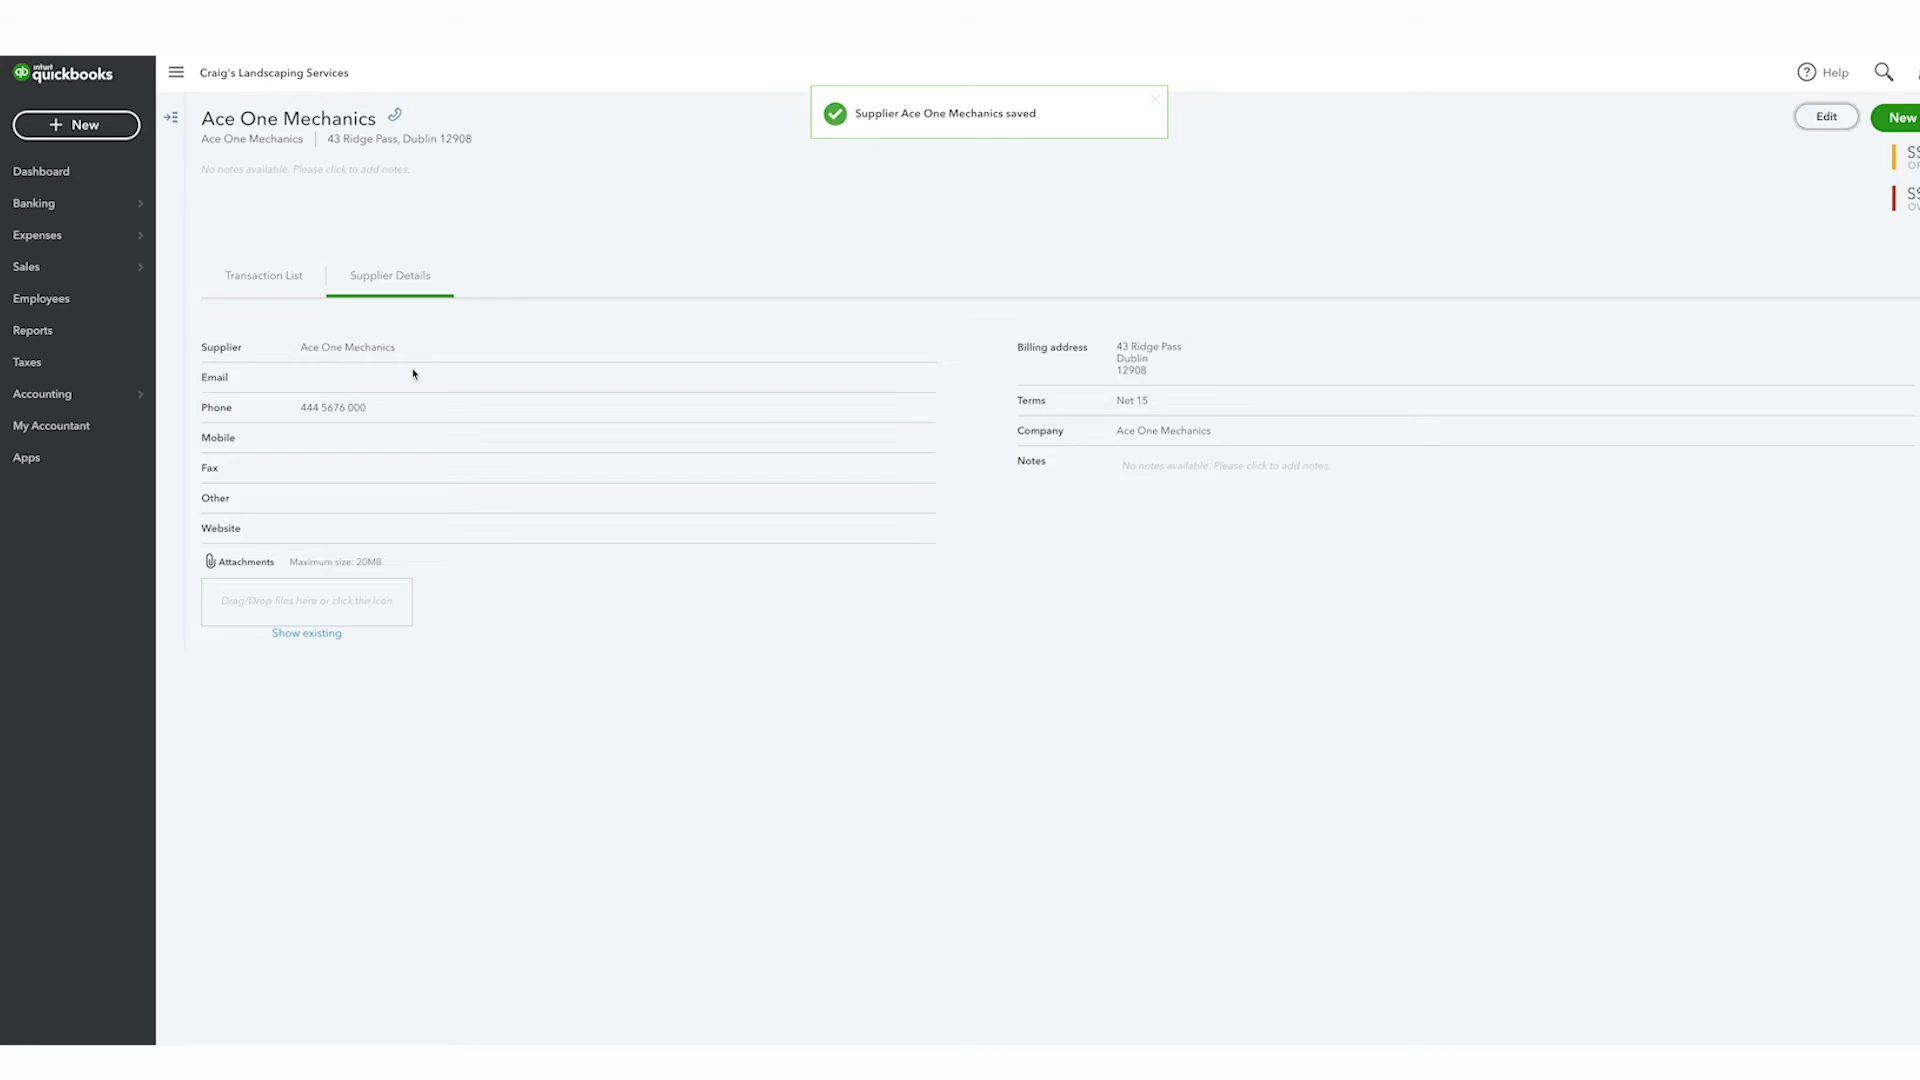 intuit
quickbooks
Craig's Landscaping Services
Help
+ New
Ace One Mechanics
Ace One Mechanics | 43 Ridge Pass, Dublin 12908
No notes available. Please click to add notes.
Supplier Ace One Mechanics saved
Edit
New
Dashboard
Banking
Expenses
Sales
Employees
Reports
Taxes
Accounting
My Accountant
Apps
Transaction List
Supplier Details
Supplier Ace One Mechanics
Email
Phone 444 5676 000
Mobile
Fax
Other
Website
Attachments Maximum size: 20MB
Drag/Drop files here or click the icon
Show existing
Billing address 43 Ridge Pass
Dublin
12908
Terms Net 15
Company Ace One Mechanics
Notes No notes available. Please click to add notes.